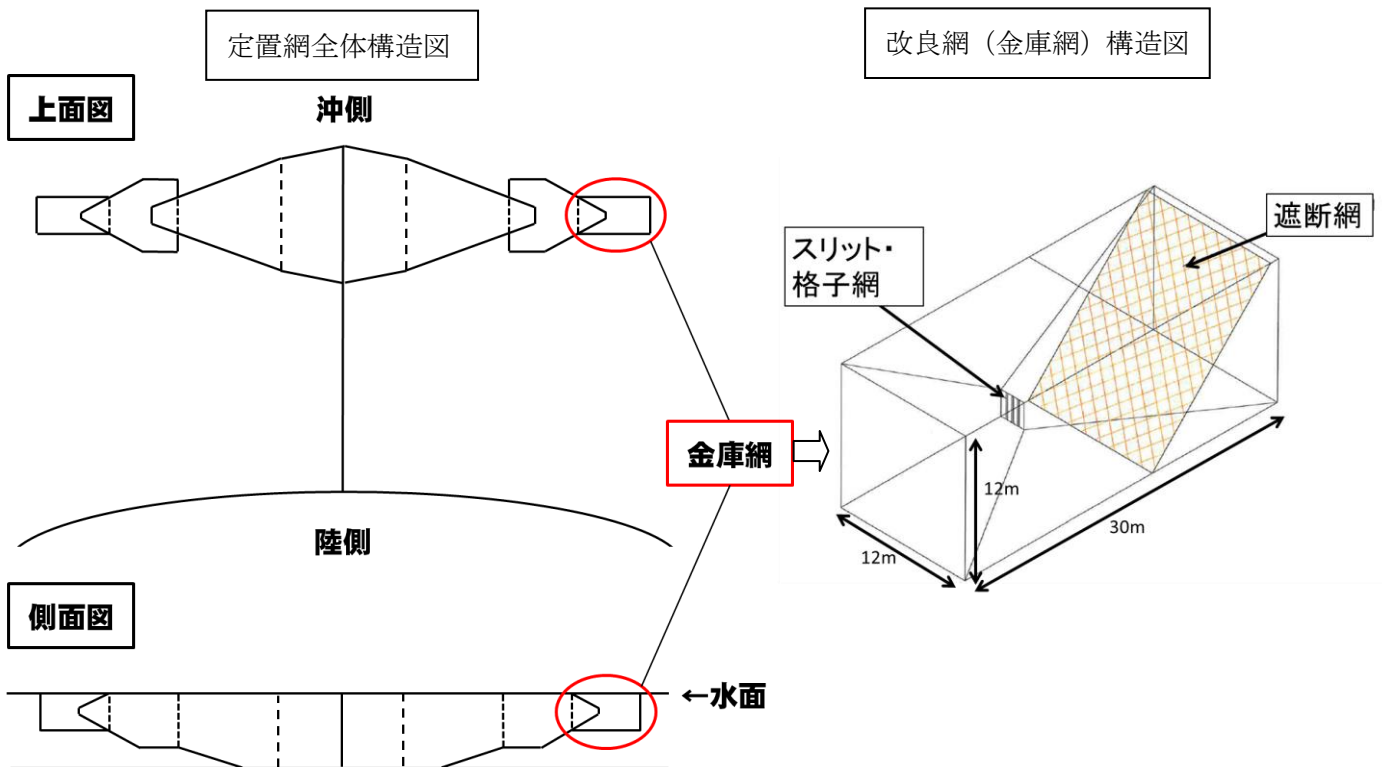 定置網全体構造図
改良網（金庫網）構造図
上面図
沖側
遮断網
スリット・
格子網
金庫網
12m
12m
30m
陸側
側面図
←水面